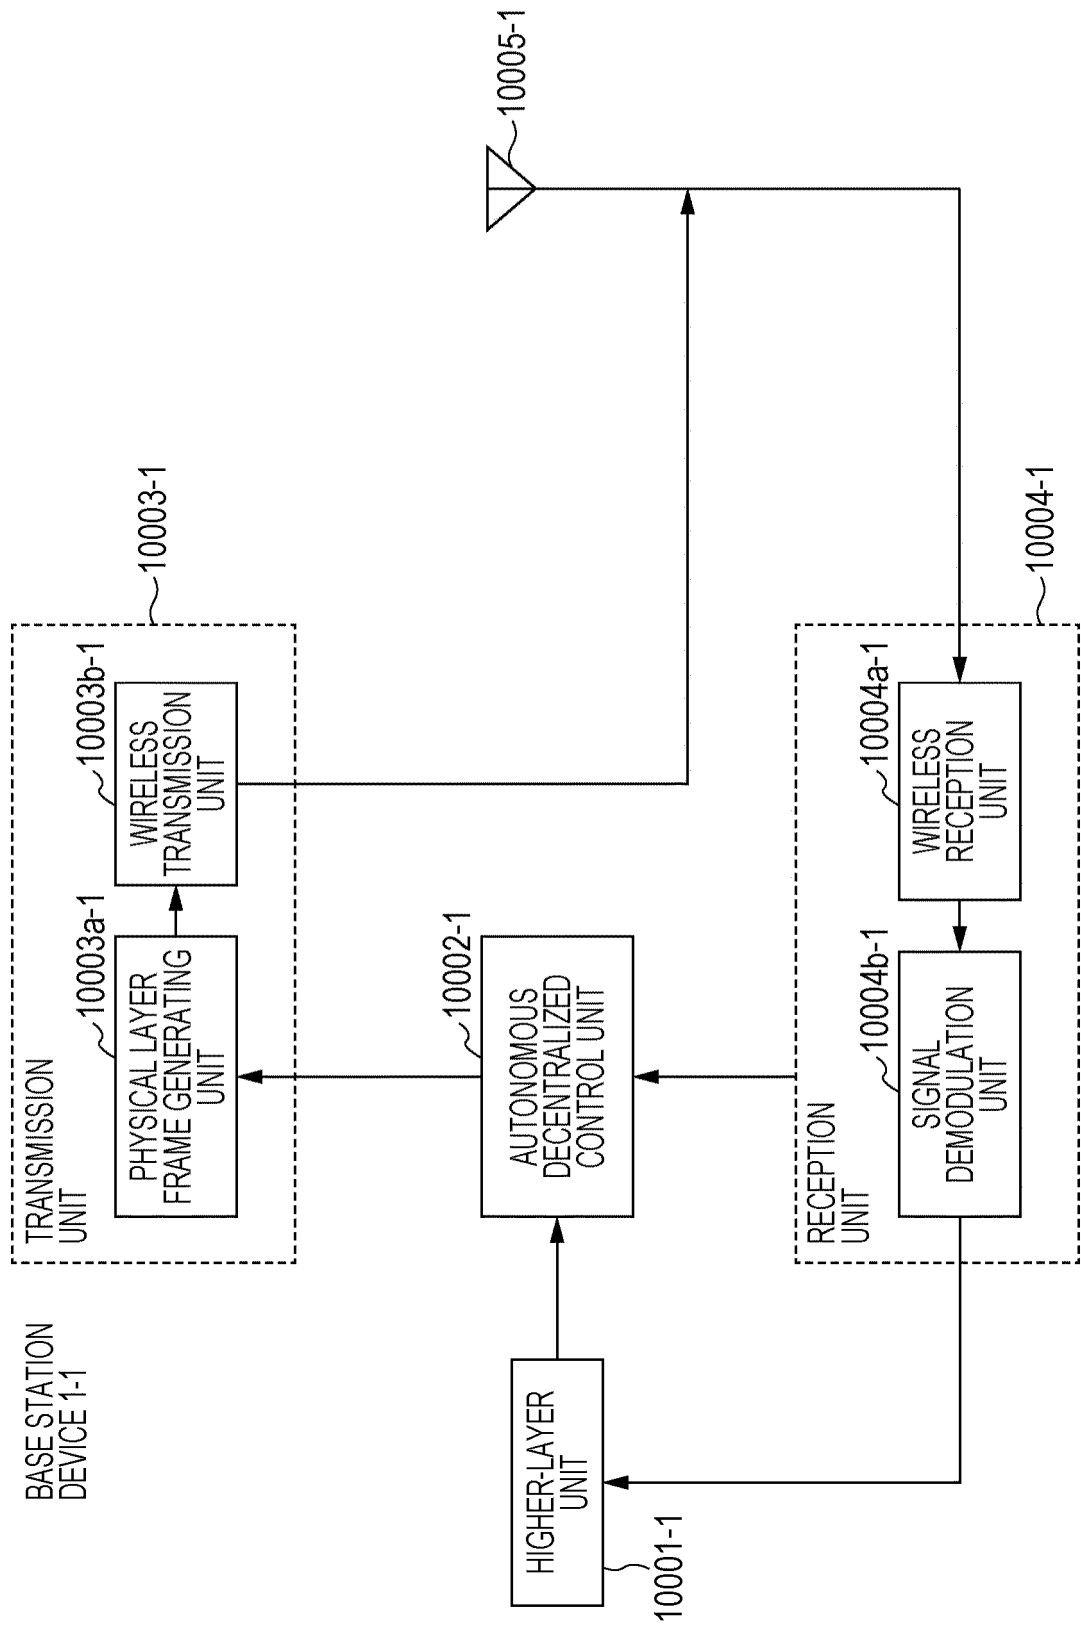 BASE STATION
DEVICE 1-1
TRANSMISSION
UNIT
10003-1
PHYSICAL LAYER
FRAME GENERATING
UNIT
10003a-1
WIRELESS
TRANSMISSION
UNIT
10003b-1
HIGHER-LAYER
UNIT
10001-1
AUTONOMOUS
DECENTRALIZED
CONTROL UNIT
10002-1
10005-1
RECEPTION
UNIT
10004-1
SIGNAL
DEMODULATION
UNIT
10004b-1
WIRELESS
RECEPTION
UNIT
10004a-1